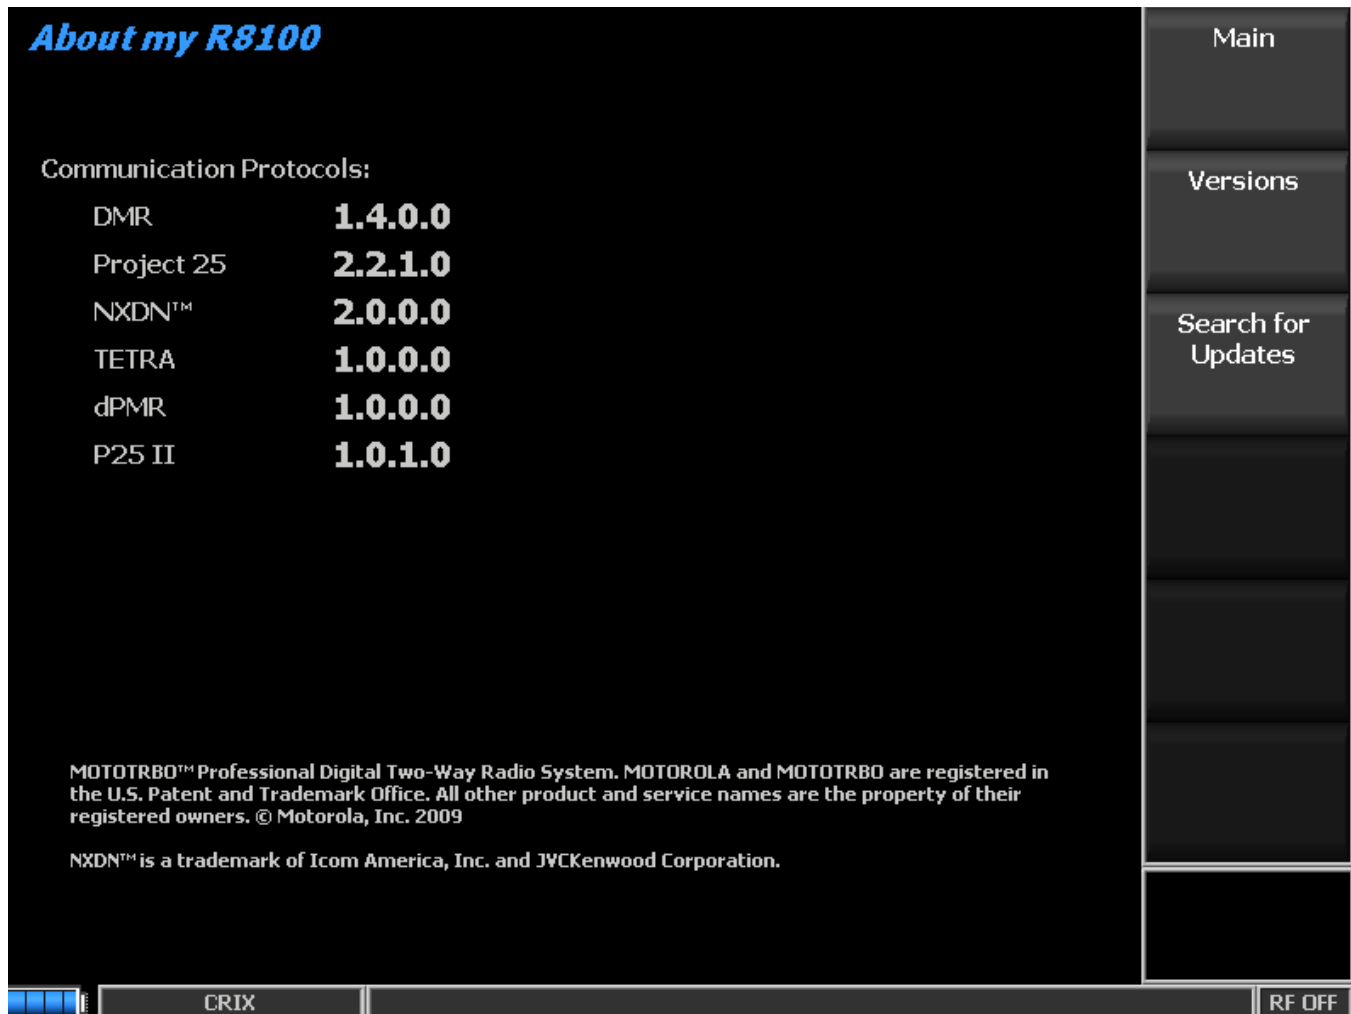 About my R8100
Main
Communication Protocols:
Versions
DMR 1.4.0.0
Project 25 2.2.1.0
NXDN™ 2.0.0.0
Search for
Updates
TETRA 1.0.0.0
dPMR 1.0.0.0
P25 II 1.0.1.0
MOTOTRBO™ Professional Digital Two-Way Radio System. MOTOROLA and MOTOTRBO are registered in
the U.S. Patent and Trademark Office. All other product and service names are the property of their
registered owners. © Motorola, Inc. 2009
NXDN™ is a trademark of Icom America, Inc. and JVCKenwood Corporation.
CRIX
RF OFF